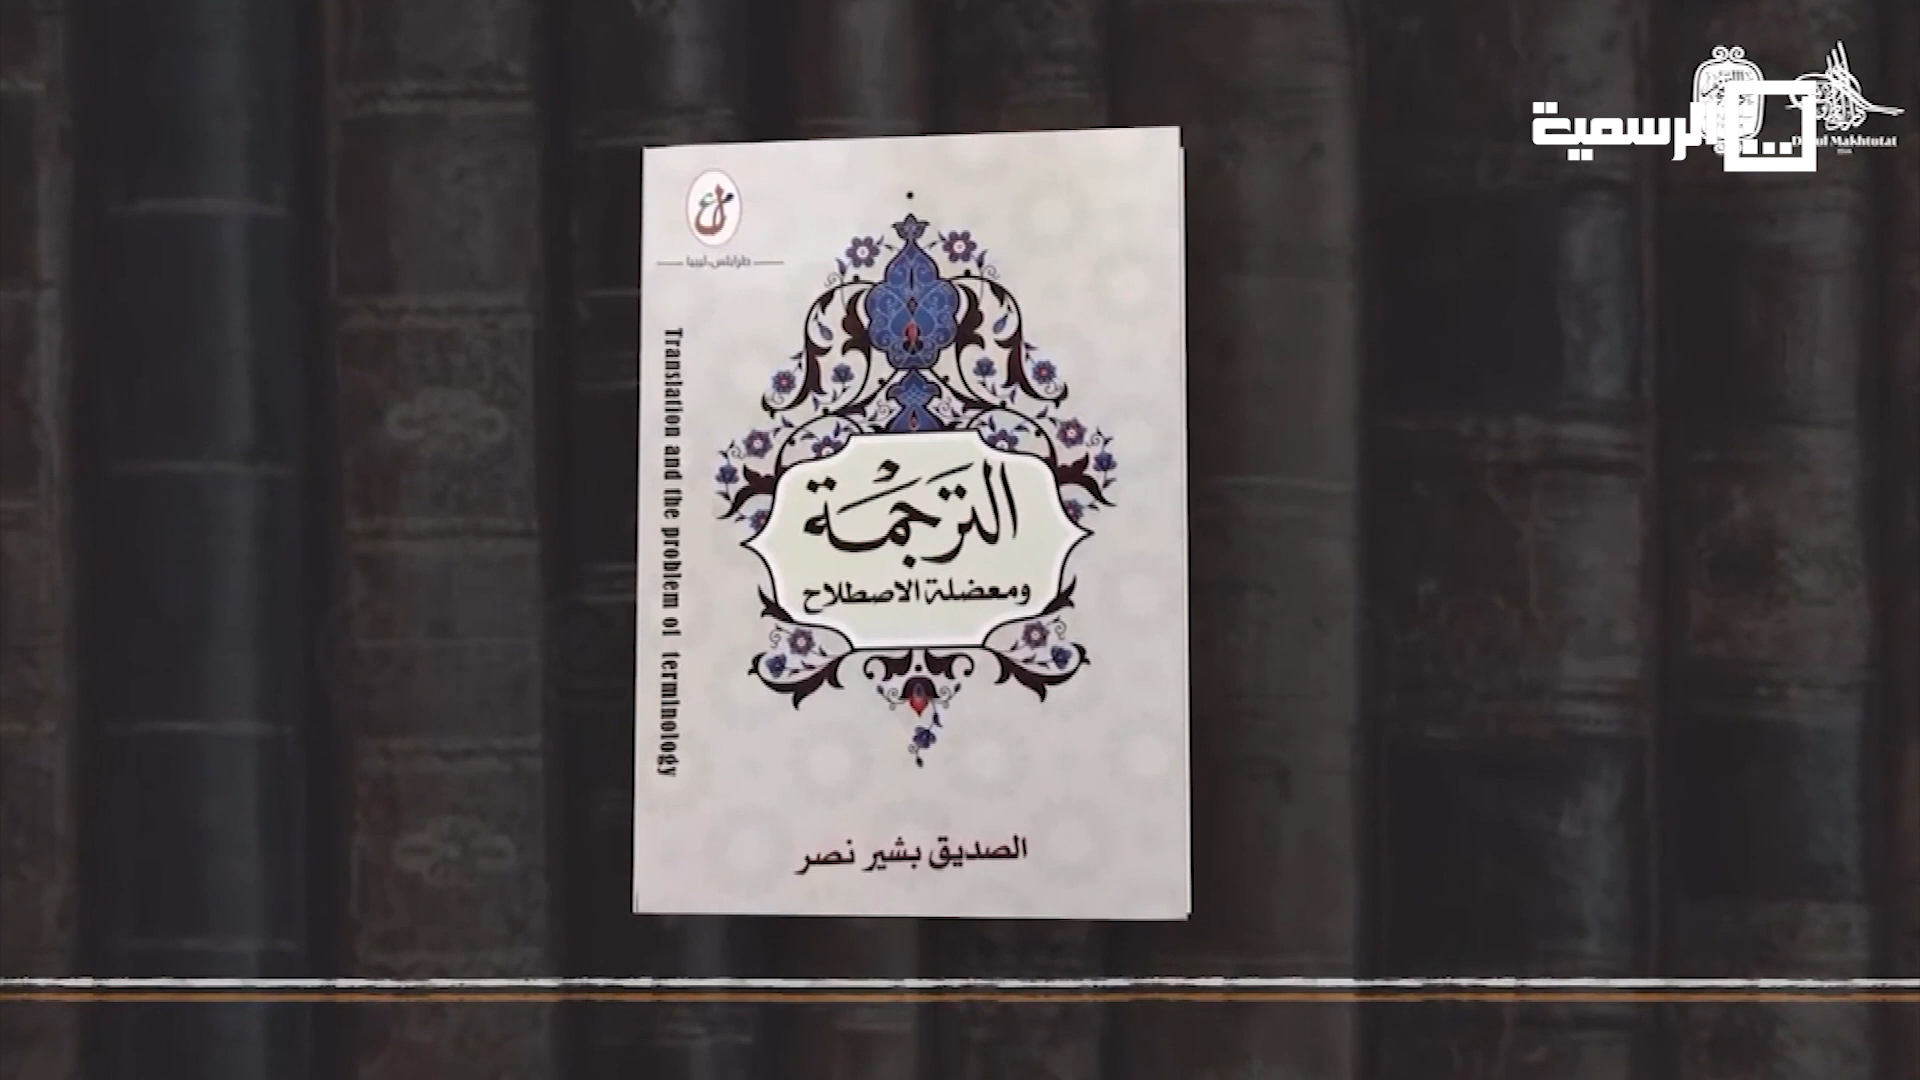 الرسمية
Darul Makhtutat
طرابلس-ليبيا
Translation and the problem of terminology
الترجمة
ومعضلة الاصطلاح
الصديق بشير نصر